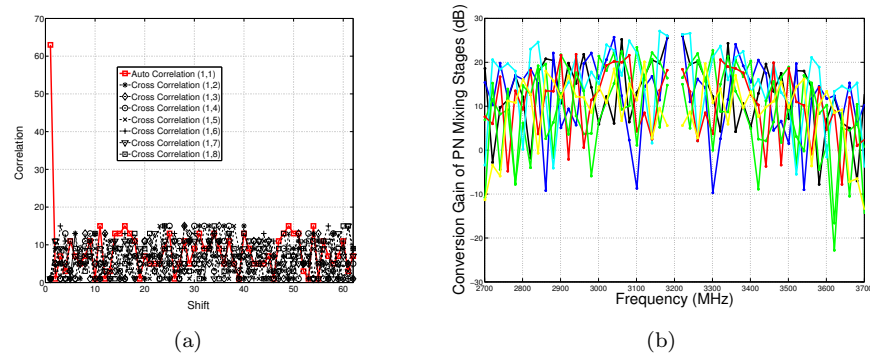 70
60
50
40
30
20
10
0
0
10
20
30
40
50
60
Correlation
Shift
Auto Correlation (1,1)
Cross Correlation (1,2)
Cross Correlation (1,3)
Cross Correlation (1,4)
Cross Correlation (1,5)
Cross Correlation (1,6)
Cross Correlation (1,7)
Cross Correlation (1,8)
(a)
Conversion Gain of PN Mixing Stages (dB)
30
20
10
0
−10
−20
−30
2700
2800
2900
3000
3100
3200
3300
3400
3500
3600
3700
Frequency (MHz)
(b)